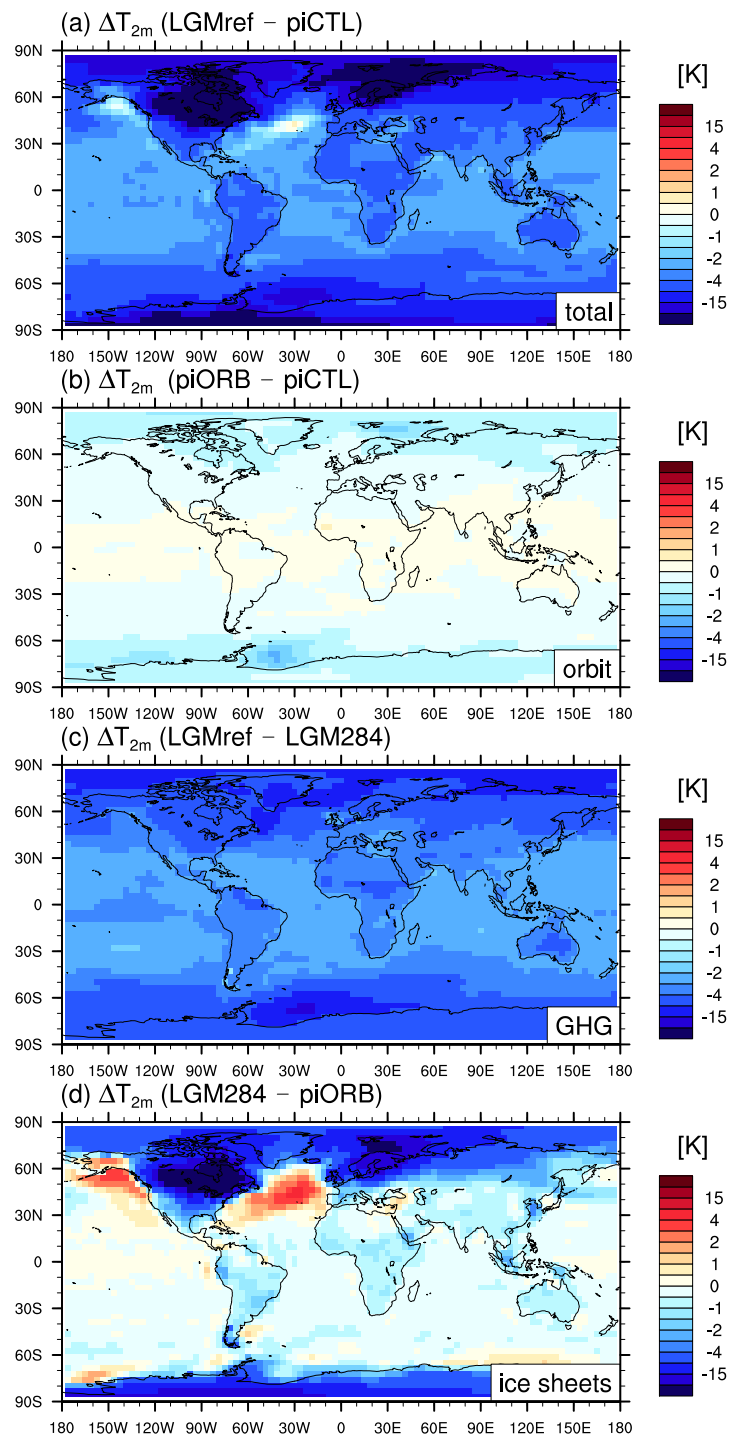 (a) ΔT2m (LGMref − piCTL)
[K]
90N
60N
30N
0
30S
60S
90S
180 150W 120W 90W 60W 30W 0 30E 60E 90E 120E 150E 180
total
15
4
2
1
0
-1
-2
-4
-15
(b) ΔT2m (piORB − piCTL)
[K]
90N
60N
30N
0
30S
60S
90S
180 150W 120W 90W 60W 30W 0 30E 60E 90E 120E 150E 180
orbit
15
4
2
1
0
-1
-2
-4
-15
(c) ΔT2m (LGMref − LGM284)
[K]
90N
60N
30N
0
30S
60S
90S
180 150W 120W 90W 60W 30W 0 30E 60E 90E 120E 150E 180
GHG
15
4
2
1
0
-1
-2
-4
-15
(d) ΔT2m (LGM284 − piORB)
[K]
90N
60N
30N
0
30S
60S
90S
180 150W 120W 90W 60W 30W 0 30E 60E 90E 120E 150E 180
ice sheets
15
4
2
1
0
-1
-2
-4
-15